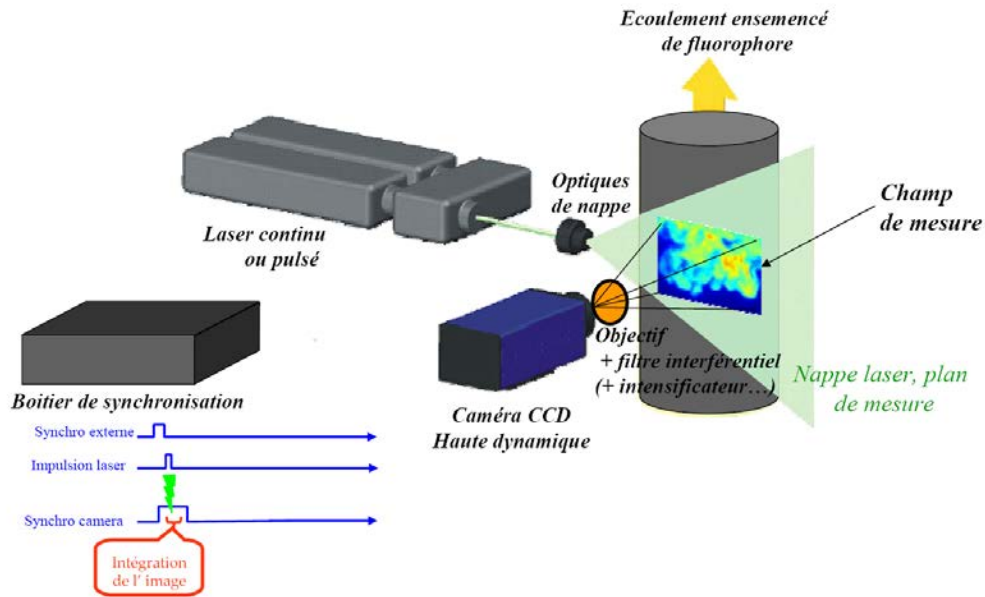 Ecoulement ensemencé
de fluorophore
Optiques
de nappe
Champ
de mesure
Laser continu
ou pulsé
Objectif
+ filtre interférentiel
(+ intensificateur…)
Nappe laser, plan
de mesure
Boitier de synchronisation
Caméra CCD
Haute dynamique
Synchro externe
Impulsion laser
Synchro camera
Intégration
de l' image